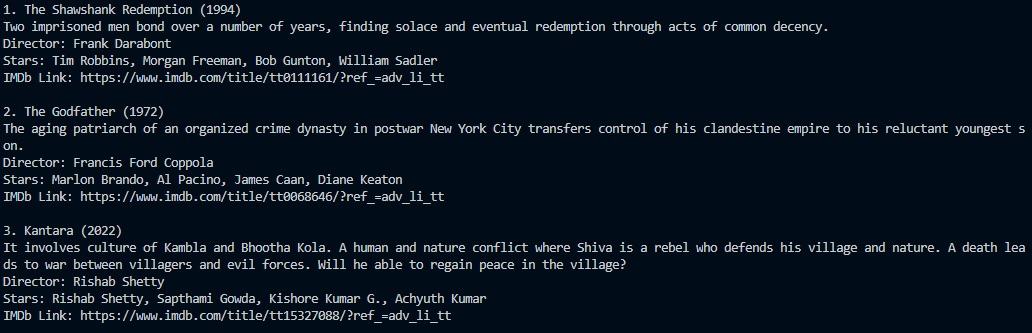 1. The Shawshank Redemption (1994)
Two imprisoned men bond over a number of years, finding solace and eventual redemption through acts of common decency.
Director: Frank Darabont
Stars: Tim Robbins, Morgan Freeman, Bob Gunton, William Sadler
IMDb Link: https://www.imdb.com/title/tt0111161/?ref_=adv_li_tt
2. The Godfather (1972)
The aging patriarch of an organized crime dynasty in postwar New York City transfers control of his clandestine empire to his reluctant youngest s
on.
Director: Francis Ford Coppola
Stars: Marlon Brando, Al Pacino, James Caan, Diane Keaton
IMDb Link: https://www.imdb.com/title/tt0068646/?ref_=adv_li_tt
3. Kantara (2022)
It involves culture of Kambla and Bhootha Kola. A human and nature conflict where Shiva is a rebel who defends his village and nature. A death lea
ds to war between villagers and evil forces. Will he able to regain peace in the village?
Director: Rishab Shetty
Stars: Rishab Shetty, Sapthami Gowda, Kishore Kumar G., Achyuth Kumar
IMDb Link: https://www.imdb.com/title/tt15327088/?ref_=adv_li_tt